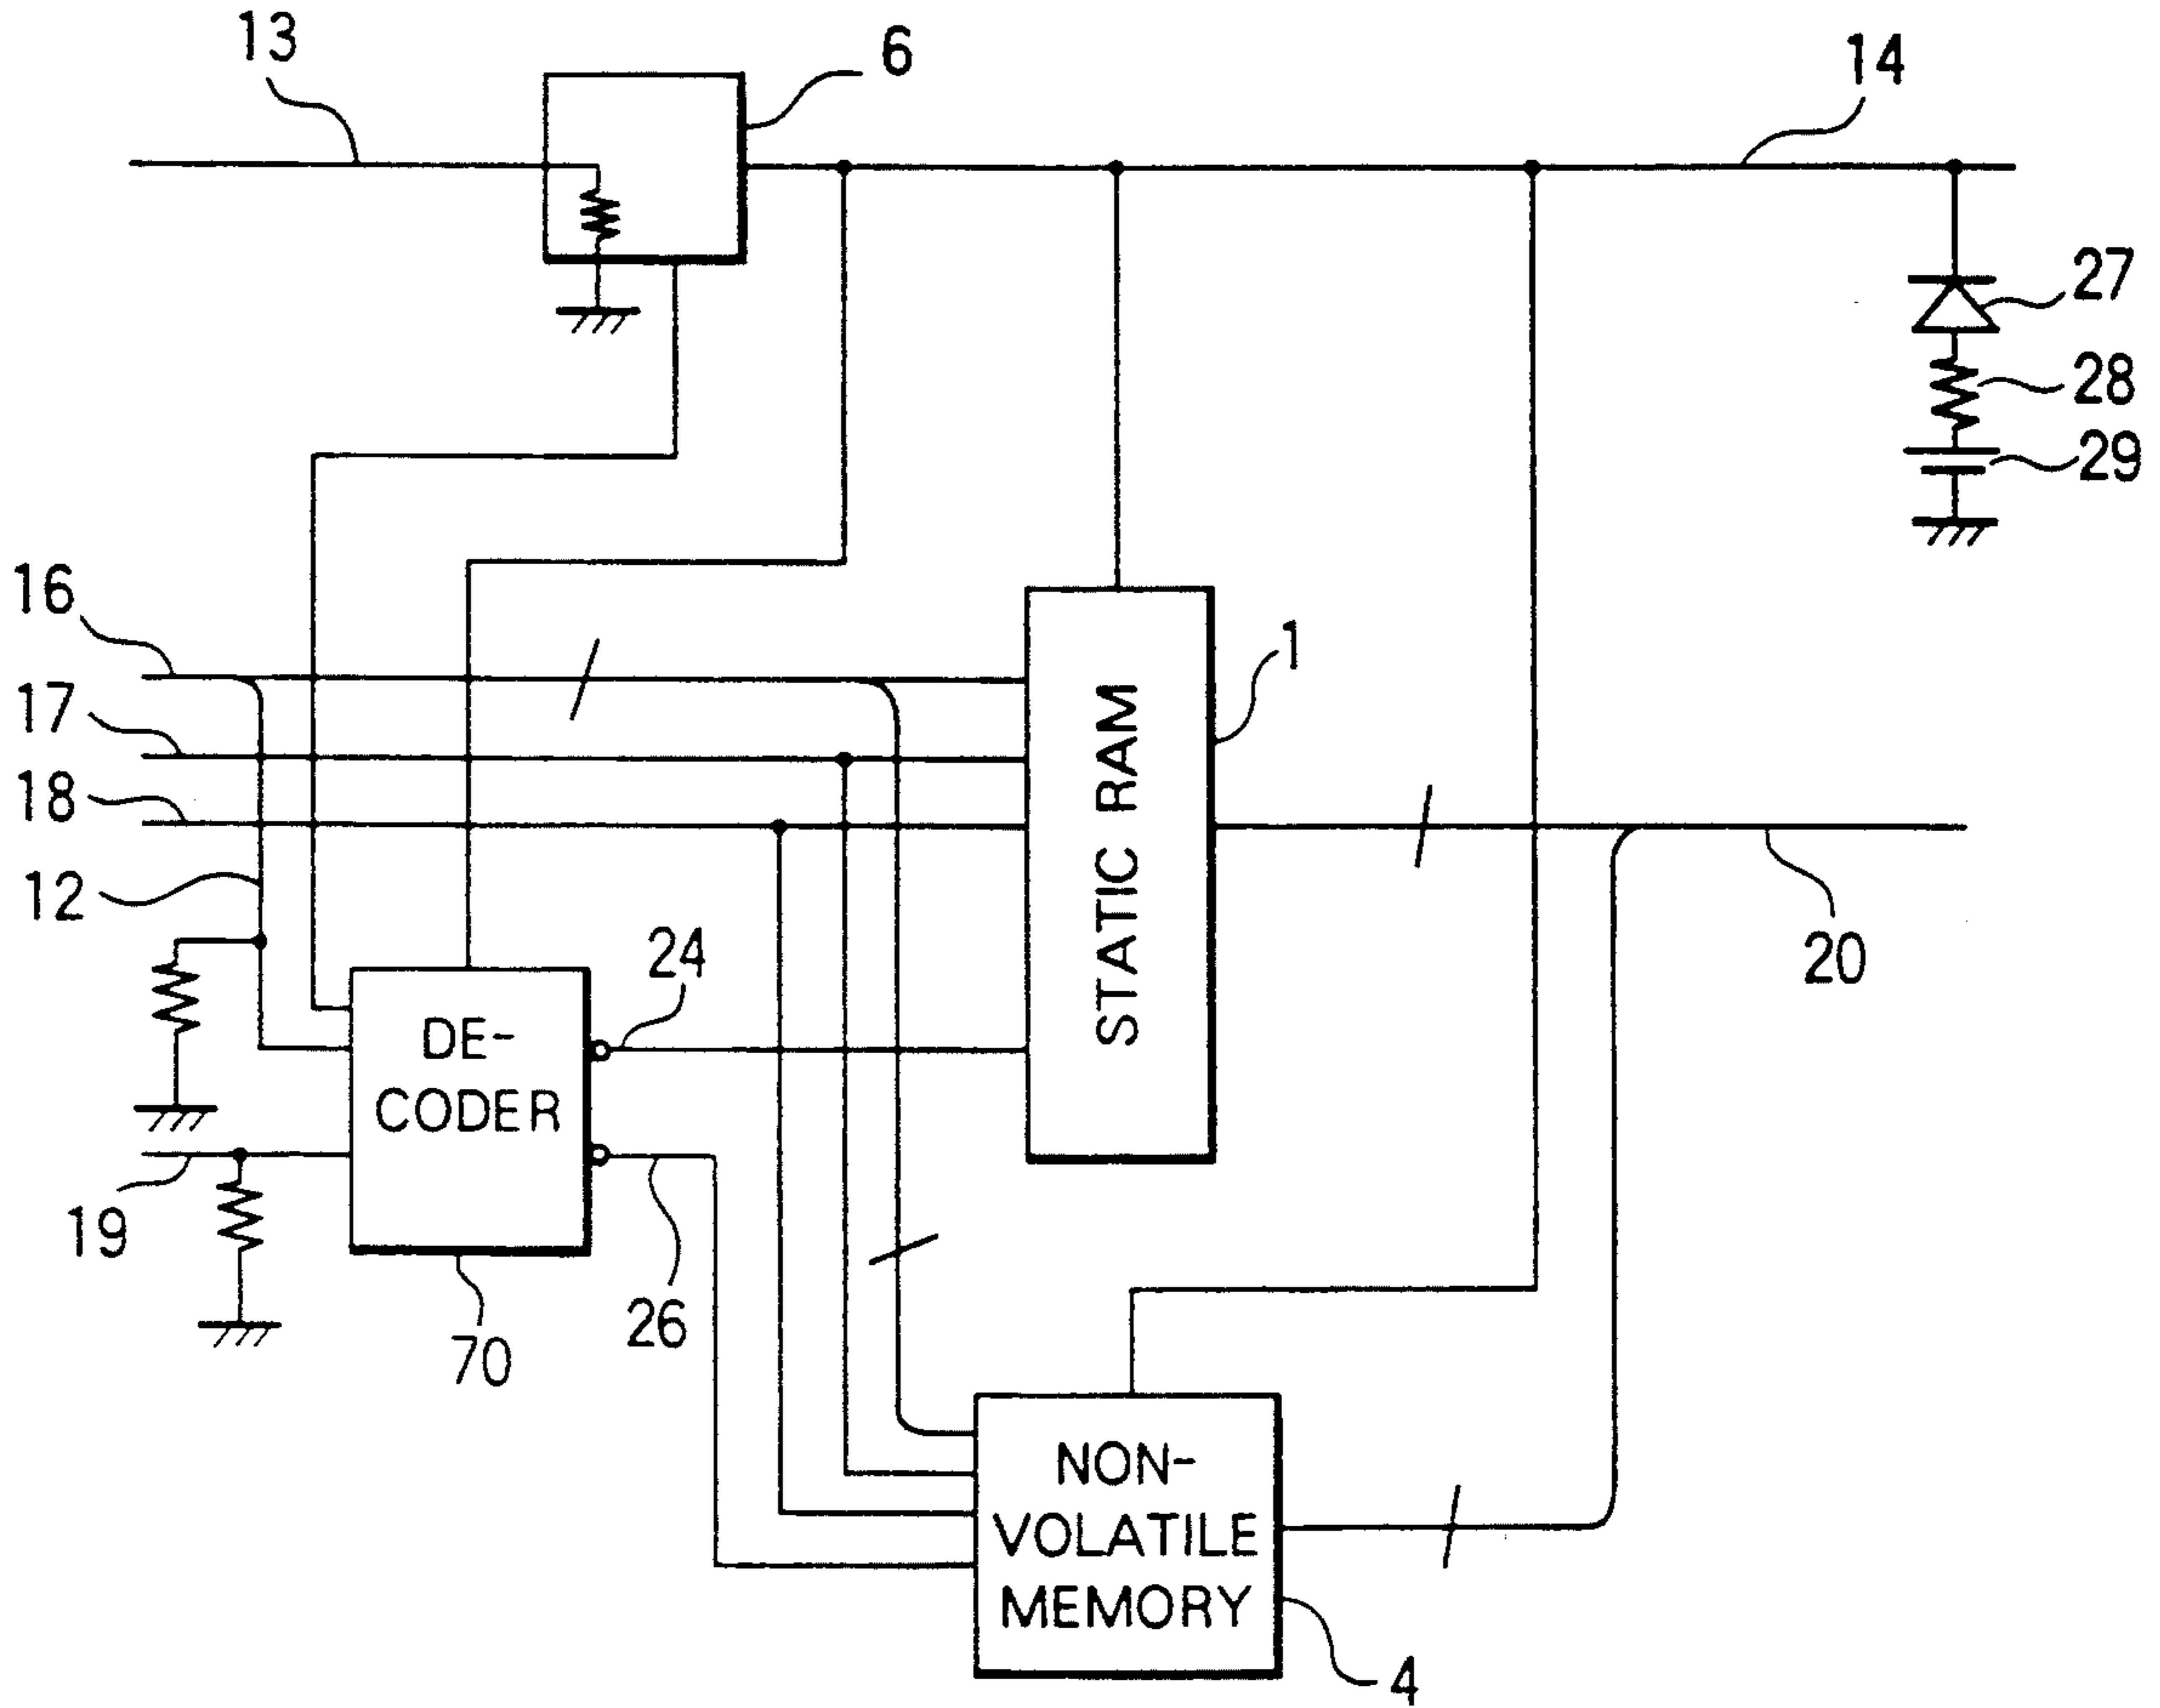 13
6
14
27
28
29
16
17
18
12
1
STATIC RAM
20
24
DE-
CODER
19
26
70
NON-
VOLATILE
MEMORY
4